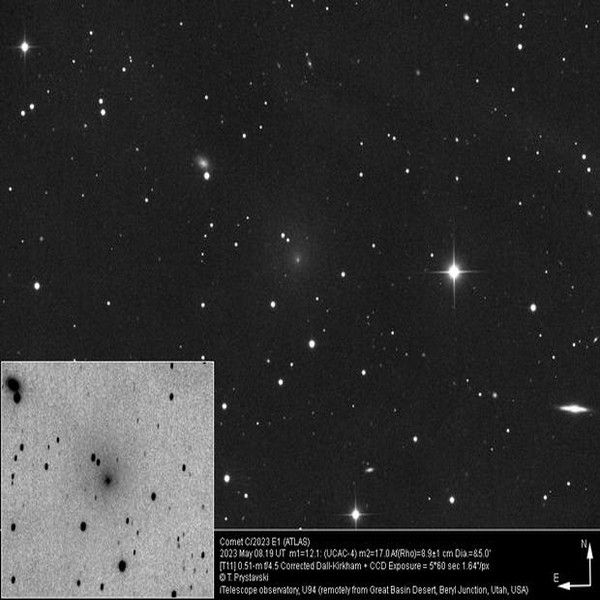 Comet C/2023 E1 (ATLAS)
2023 May 08.19 UT m1=12.1: (UCAC-4) m2=17.0 Af(Rho)=8.9±1 cm Dia.=&5.0'
[T11] 0.51-m f/4.5 Corrected Dall-Kirkham + CCD Exposure = 5*60 sec 1.64"/px
© T. Prystavski
iTelescope observatory, U94 (remotely from Great Basin Desert, Beryl Junction, Utah, USA)
N
E